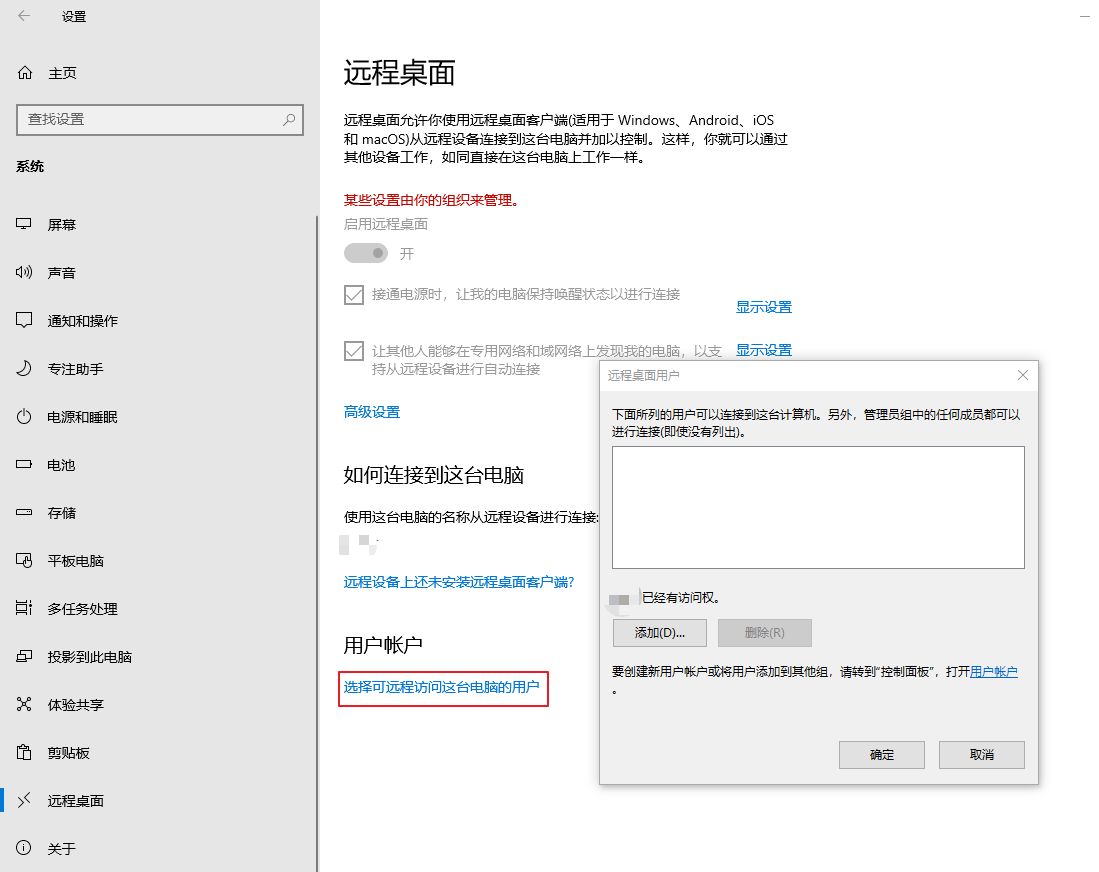 设置
主页
查找设置
系统
屏幕
声音
通知和操作
专注助手
电源和睡眠
电池
存储
平板电脑
多任务处理
投影到此电脑
体验共享
剪贴板
远程桌面
关于
远程桌面
远程桌面允许你使用远程桌面客户端(适用于 Windows、Android、iOS
和 macOS)从远程设备连接到这台电脑并加以控制。这样，你就可以通过
其他设备工作，如同直接在这台电脑上工作一样。
某些设置由你的组织来管理。
启用远程桌面
开
接通电源时，让我的电脑保持唤醒状态以进行连接
显示设置
让其他人能够在专用网络和域网络上发现我的电脑，以支
持从远程设备进行自动连接
显示设置
高级设置
如何连接到这台电脑
使用这台电脑的名称从远程设备进行连接:
远程设备上还未安装远程桌面客户端?
用户帐户
选择可远程访问这台电脑的用户
远程桌面用户
下面所列的用户可以连接到这台计算机。另外，管理员组中的任何成员都可以
进行连接(即使没有列出)。
已经有访问权。
添加(D)...
删除(R)
要创建新用户帐户或将用户添加到其他组，请转到“控制面板”，打开用户帐户
。
确定
取消